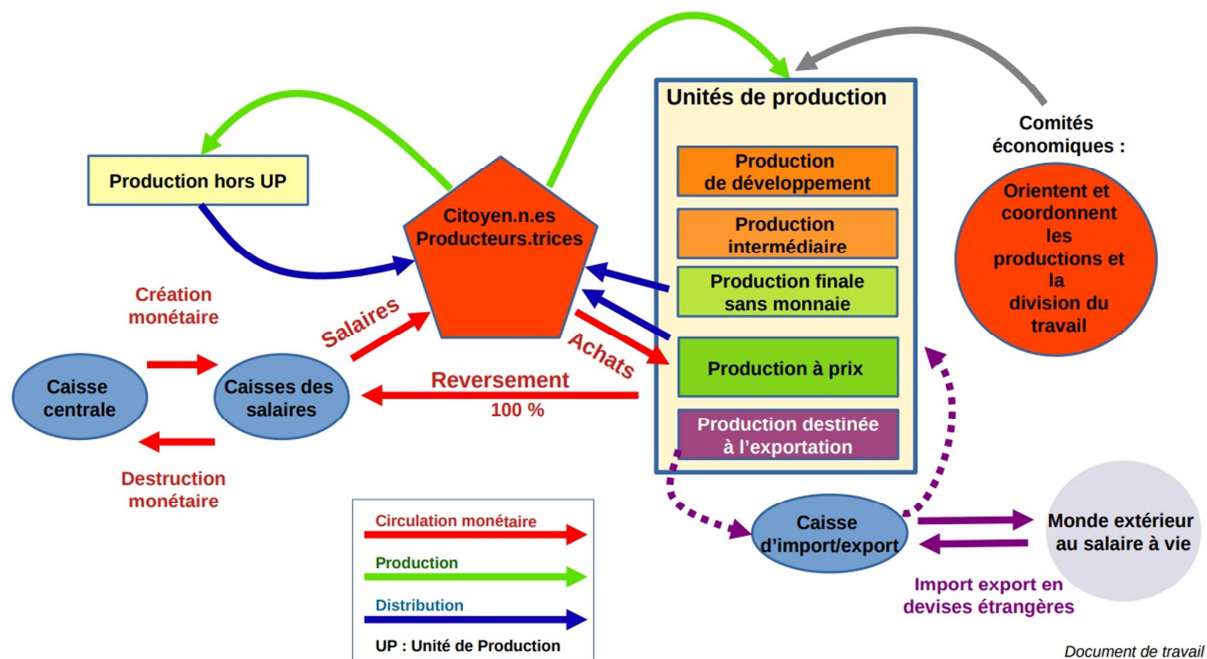 Unités de production
Production hors UP
Citoyen.n.es
Producteurs.trices
Production
de développement
Production
intermédiaire
Production finale
sans monnaie
Production à prix
Production destinée
à l'exportation
Comités
économiques :
Orientent et
coordonnent
les
productions et
la
division du
travail
Création
monétaire
Salaires
Achats
Caisse
centrale
Caisses des
salaires
Reversement
100 %
Destruction
monétaire
Circulation monétaire
Production
Distribution
UP : Unité de Production
Caisse
d'import/export
Monde extérieur
au salaire à vie
Import export en
devises étrangères
Document de travail